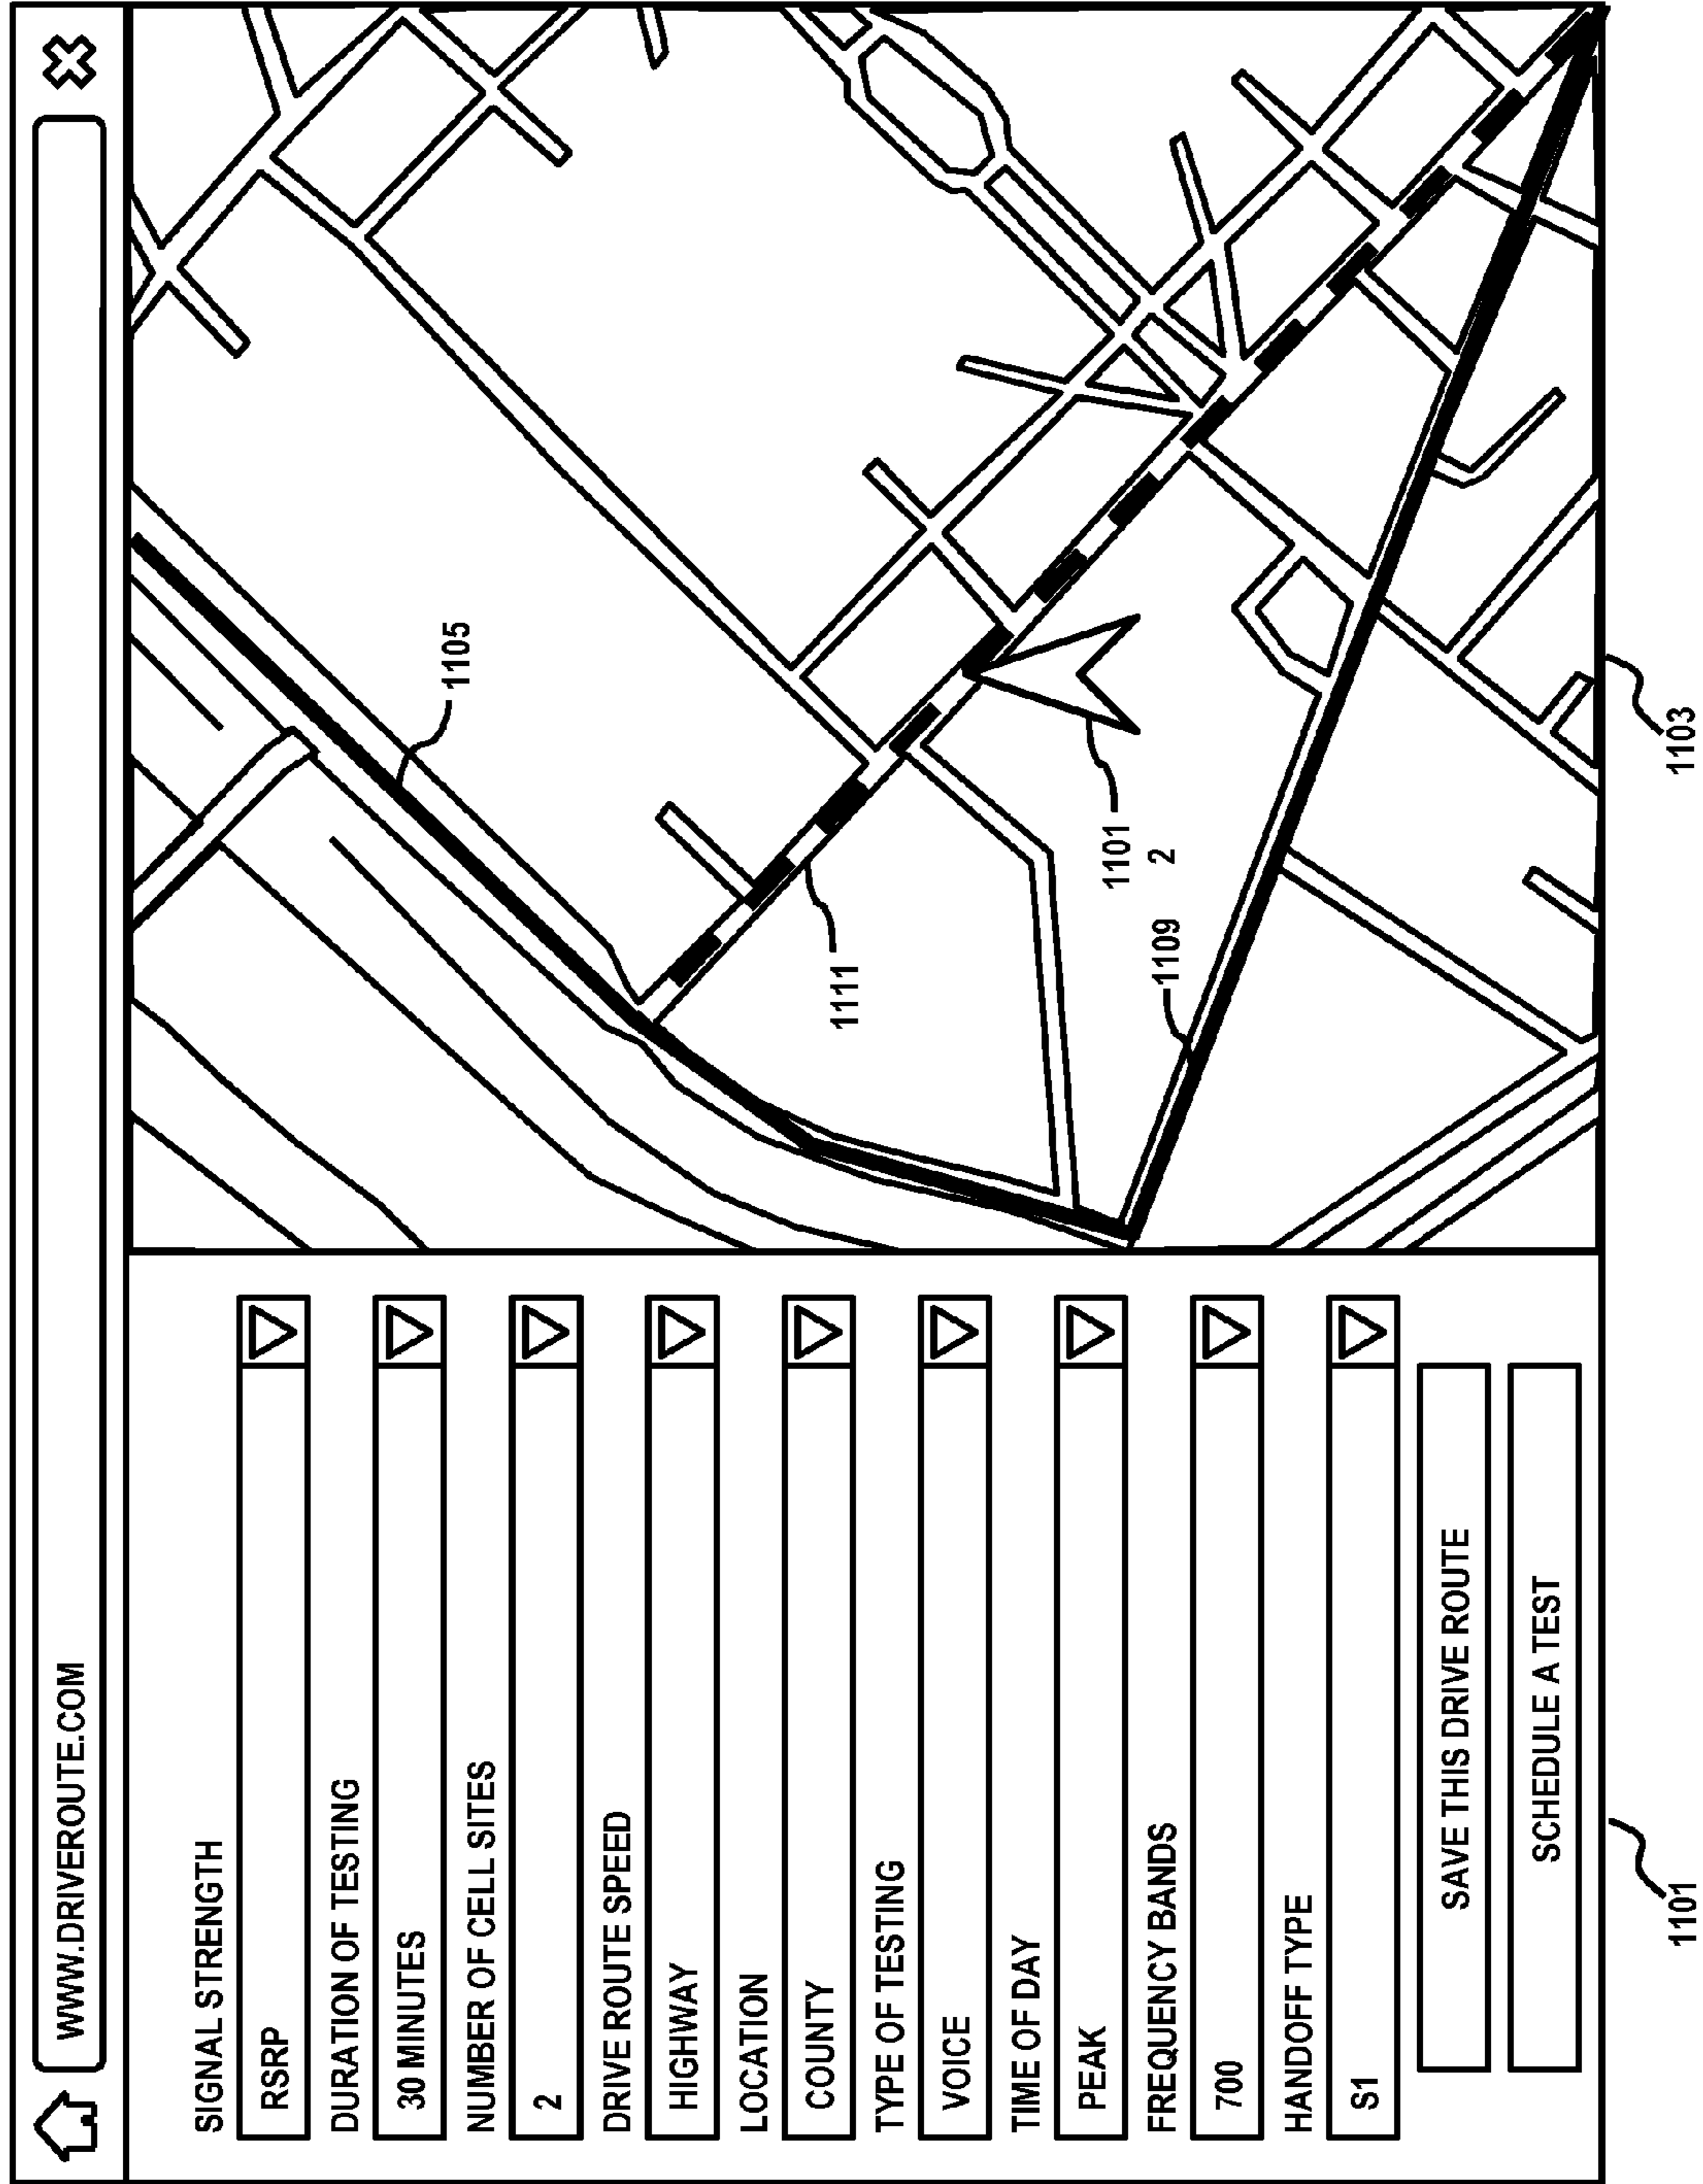 WWW.DRIVEROUTE.COM
SIGNAL STRENGTH
RSRP
DURATION OF TESTING
30 MINUTES
NUMBER OF CELL SITES
2
DRIVE ROUTE SPEED
HIGHWAY
LOCATION
COUNTY
TYPE OF TESTING
VOICE
TIME OF DAY
PEAK
FREQUENCY BANDS
700
HANDOFF TYPE
S1
SAVE THIS DRIVE ROUTE
SCHEDULE A TEST
1101
1105
1111
1101
2
1109
1103